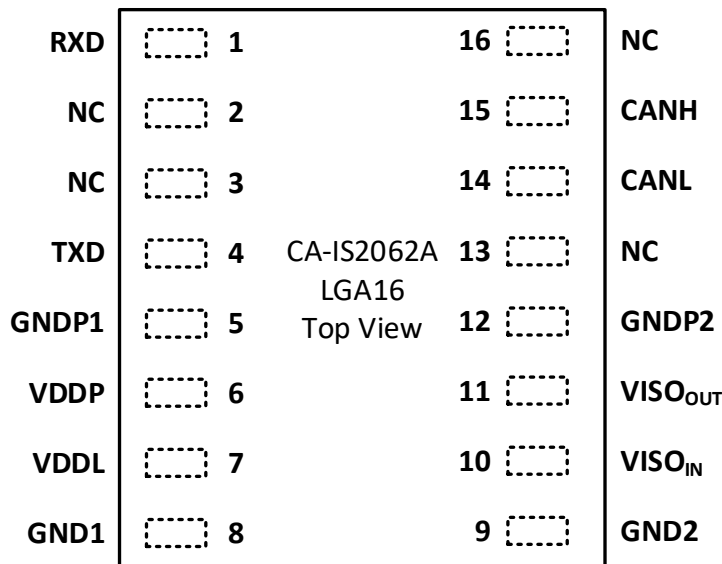 RXD 1 16 NC
NC 2 15 CANH
NC 3 14 CANL
TXD 4 CA-IS2062A 13 NC
LGA16
GNDP1 5 Top View 12 GNDP2
VDDP 6 11 VISOOUT
VDDL 7 10 VISOIN
GND1 8 9 GND2